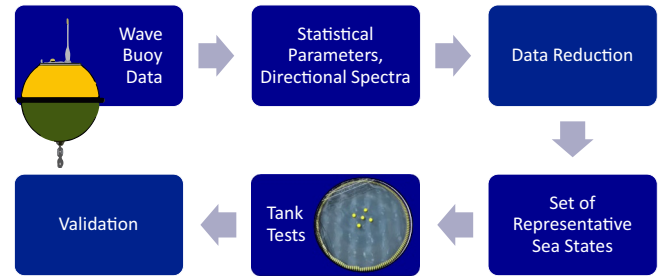 Wave
Buoy
Data
Statistical
Parameters,
Directional Spectra
Data Reduction
Set of
Representative
Sea States
Tank
Tests
Validation